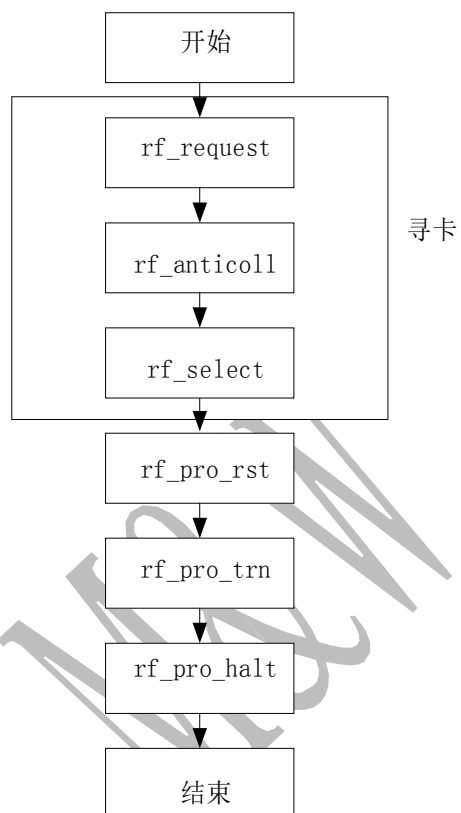 开始
rf_request
寻卡
rf_anticoll
rf_select
rf_pro_rst
rf_pro_trn
rf_pro_halt
结束
M&W